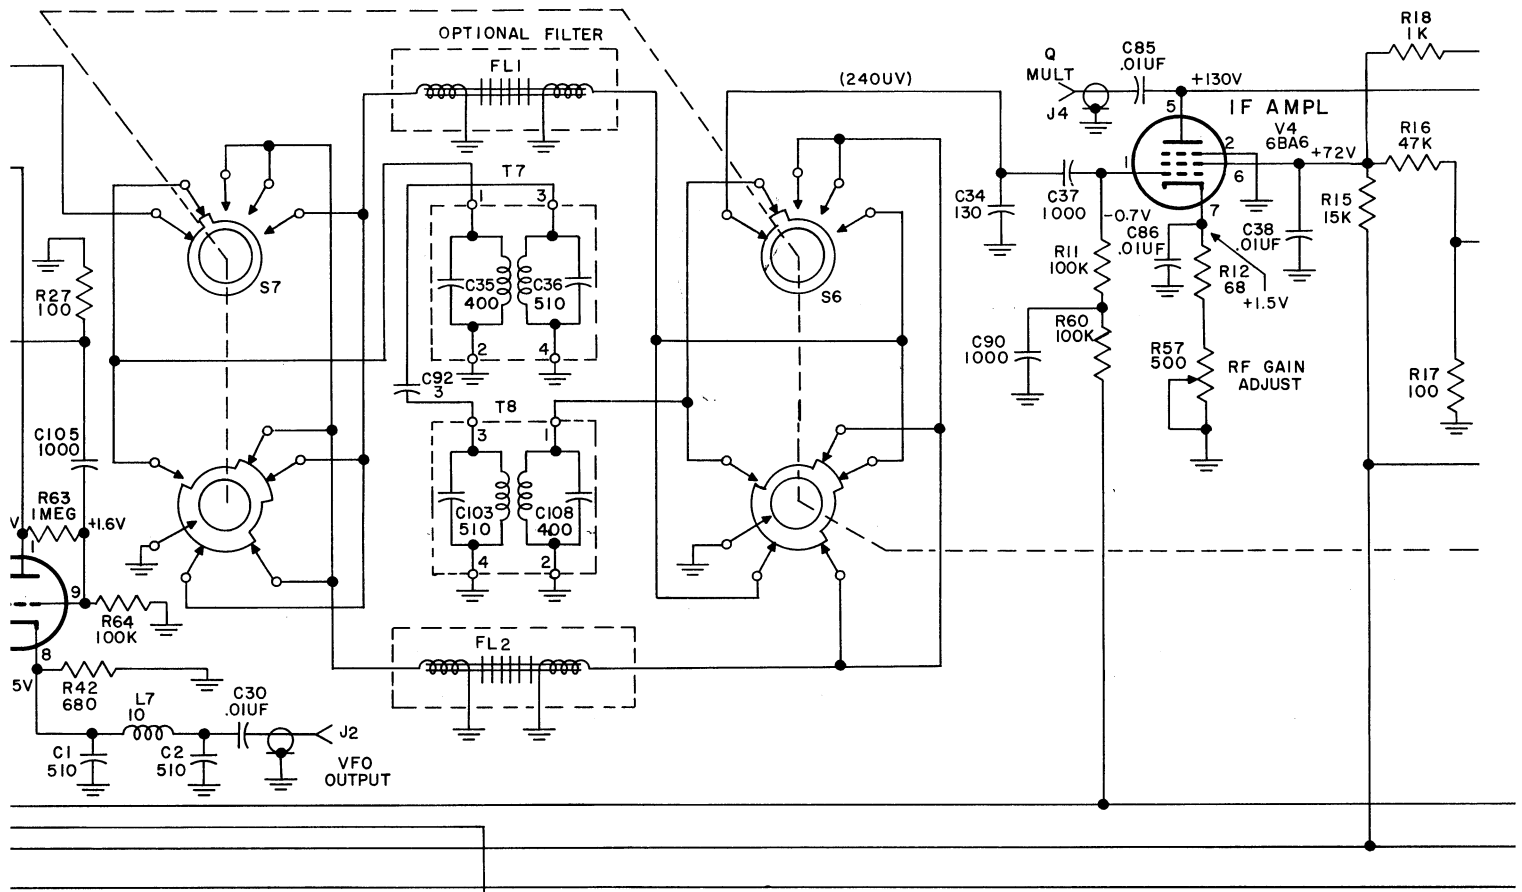 OPTIONAL FILTER
FL1
R18
1K
Q
MULT
C85
.01UF
J4
(240UV)
+130V
5
IF AMPL
V4
6BA6
2
1
6
7
+72V
R16
47K
R15
15K
T7
1
3
C34
130
C37
1000
-0.7V
C86
.01UF
C38
.01UF
R11
100K
R12
68
+1.5V
S7
S6
R27
100
C35
400
C36
510
2
4
C90
1000
R60
100K
R57
500
RF GAIN
ADJUST
R17
100
C92
3
T8
3
1
C105
1000
R63
1MEG
V
+1.6V
1
C103
510
C108
400
4
2
9
R64
100K
8
5V
R42
680
FL2
L7
10
C30
.01UF
J2
C1
510
C2
510
VFO
OUTPUT